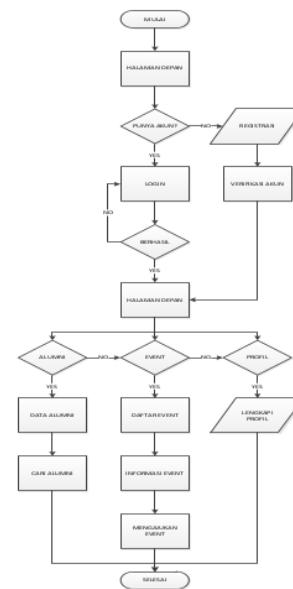 MULAI
HALAMAN DEPAN
PUNYA AKUN?
NO
REGISTRASI
YES
LOGIN
VERIFIKASI AKUN
NO
BERHASIL
YES
HALAMAN DEPAN
ALUMNI
NO
EVENT
NO
PROFIL
YES
YES
YES
DATA ALUMNI
DAFTAR EVENT
LENGKAPI
PROFIL
CARI ALUMNI
INFORMASI EVENT
MENGAJUKAN
EVENT
SELESAI